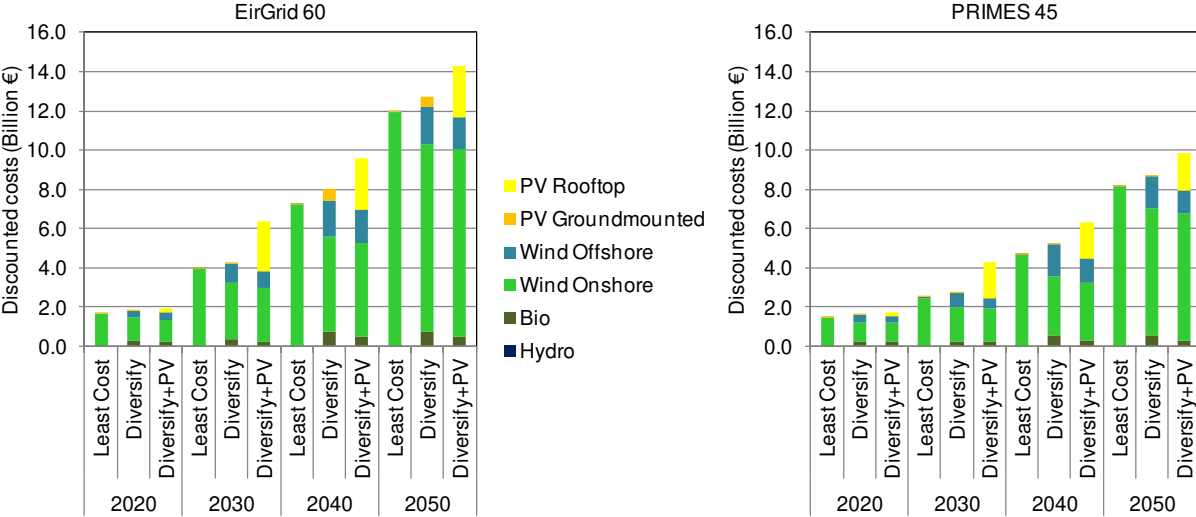 EirGrid 60
Discounted costs (Billion €)
16.0
14.0
12.0
10.0
8.0
6.0
4.0
2.0
0.0
Least Cost
Diversify
Diversify+PV
Least Cost
Diversify
Diversify+PV
Least Cost
Diversify
Diversify+PV
Least Cost
Diversify
Diversify+PV
2020
2030
2040
2050
PV Rooftop
PV Groundmounted
Wind Offshore
Wind Onshore
Bio
Hydro
PRIMES 45
Discounted costs (Billion €)
16.0
14.0
12.0
10.0
8.0
6.0
4.0
2.0
0.0
Least Cost
Diversify
Diversify+PV
Least Cost
Diversify
Diversify+PV
Least Cost
Diversify
Diversify+PV
Least Cost
Diversify
Diversify+PV
2020
2030
2040
2050